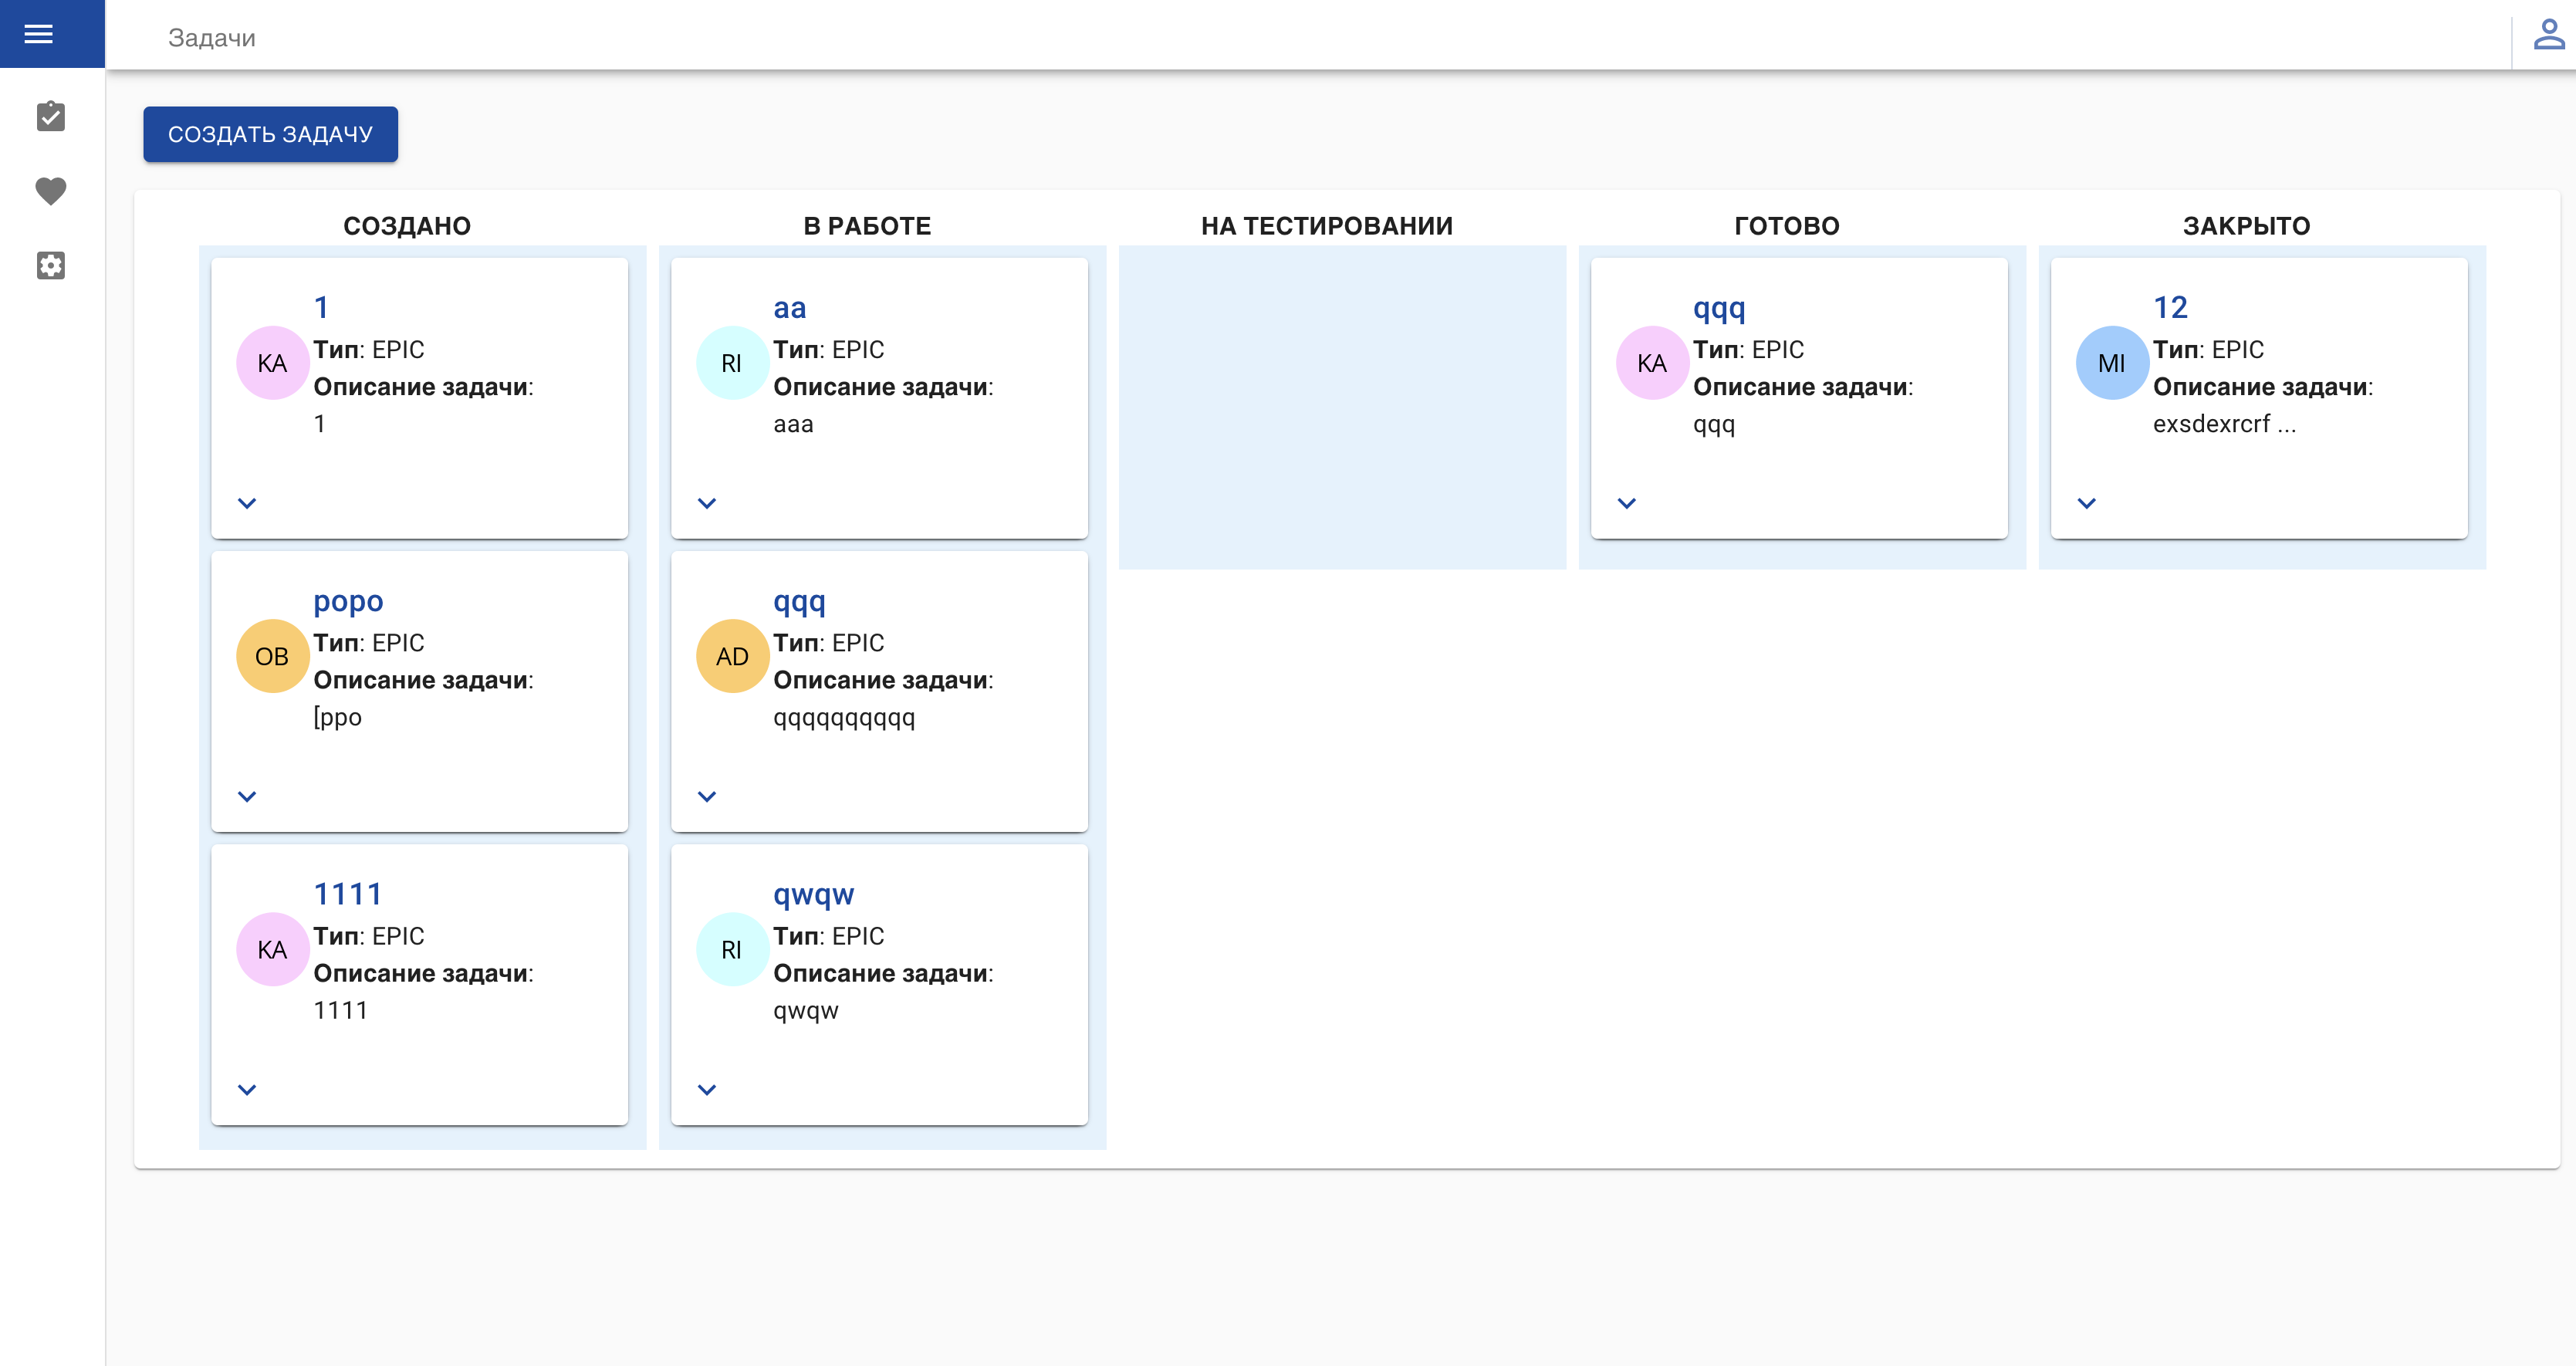 Задачи
СОЗДАТЬ ЗАДАЧУ
СОЗДАНО
KA
1
Тип: EPIC
Описание задачи:
1
OB
popo
Тип: EPIC
Описание задачи:
[ppo
KA
1111
Тип: EPIC
Описание задачи:
1111
В РАБОТЕ
RI
aa
Тип: EPIC
Описание задачи:
aaa
AD
qqq
Тип: EPIC
Описание задачи:
qqqqqqqqqq
RI
qwqw
Тип: EPIC
Описание задачи:
qwqw
НА ТЕСТИРОВАНИИ
ГОТОВО
KA
qqq
Тип: EPIC
Описание задачи:
qqq
ЗАКРЫТО
MI
12
Тип: EPIC
Описание задачи:
exsdexrcrf ...